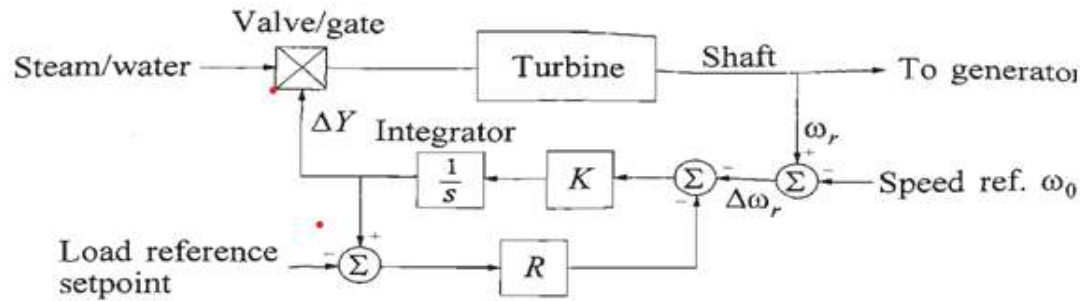 Valve/gate
Steam/water
Turbine
Shaft
To generator
ΔY
Integrator
ω_r
1/s
K
Σ
Σ
Δω_r
Speed ref. ω_0
Load reference
setpoint
Σ
R